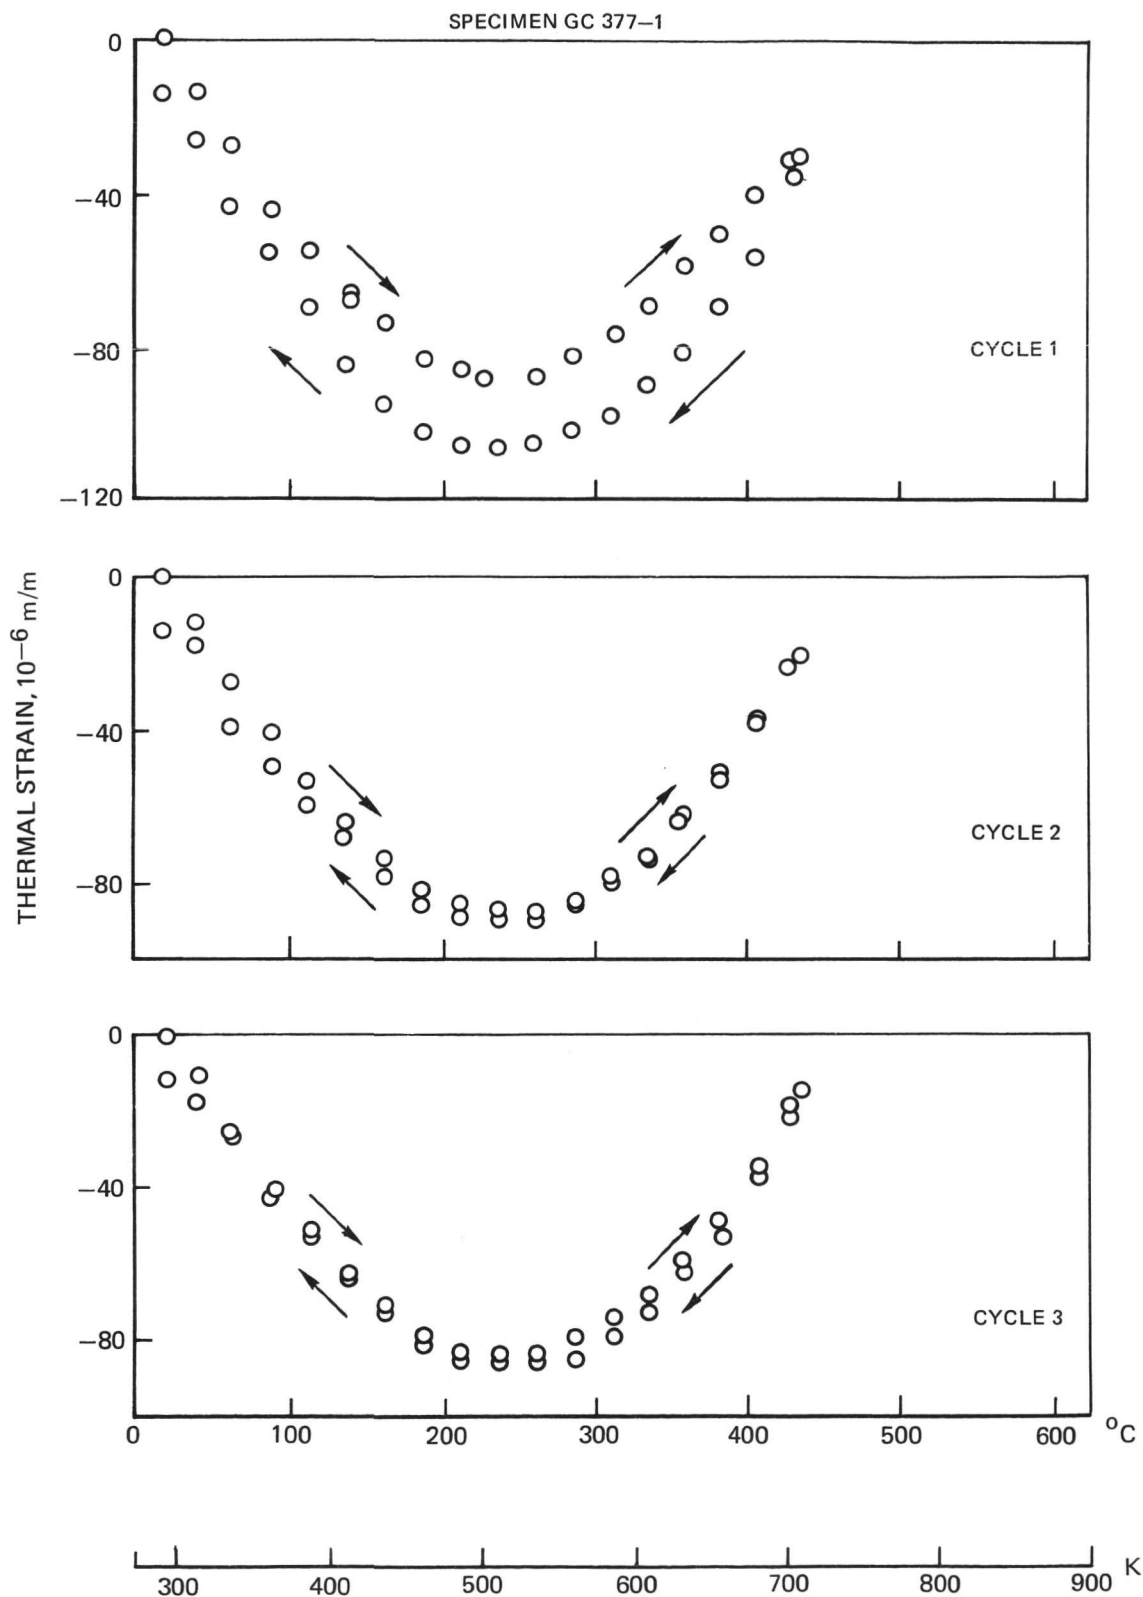 SPECIMEN GC 377–1
0
–40
–80
–120
CYCLE 1
THERMAL STRAIN, 10⁻⁶ m/m
0
–40
–80
CYCLE 2
0
–40
–80
CYCLE 3
0 100 200 300 400 500 600 °C
300 400 500 600 700 800 900 K